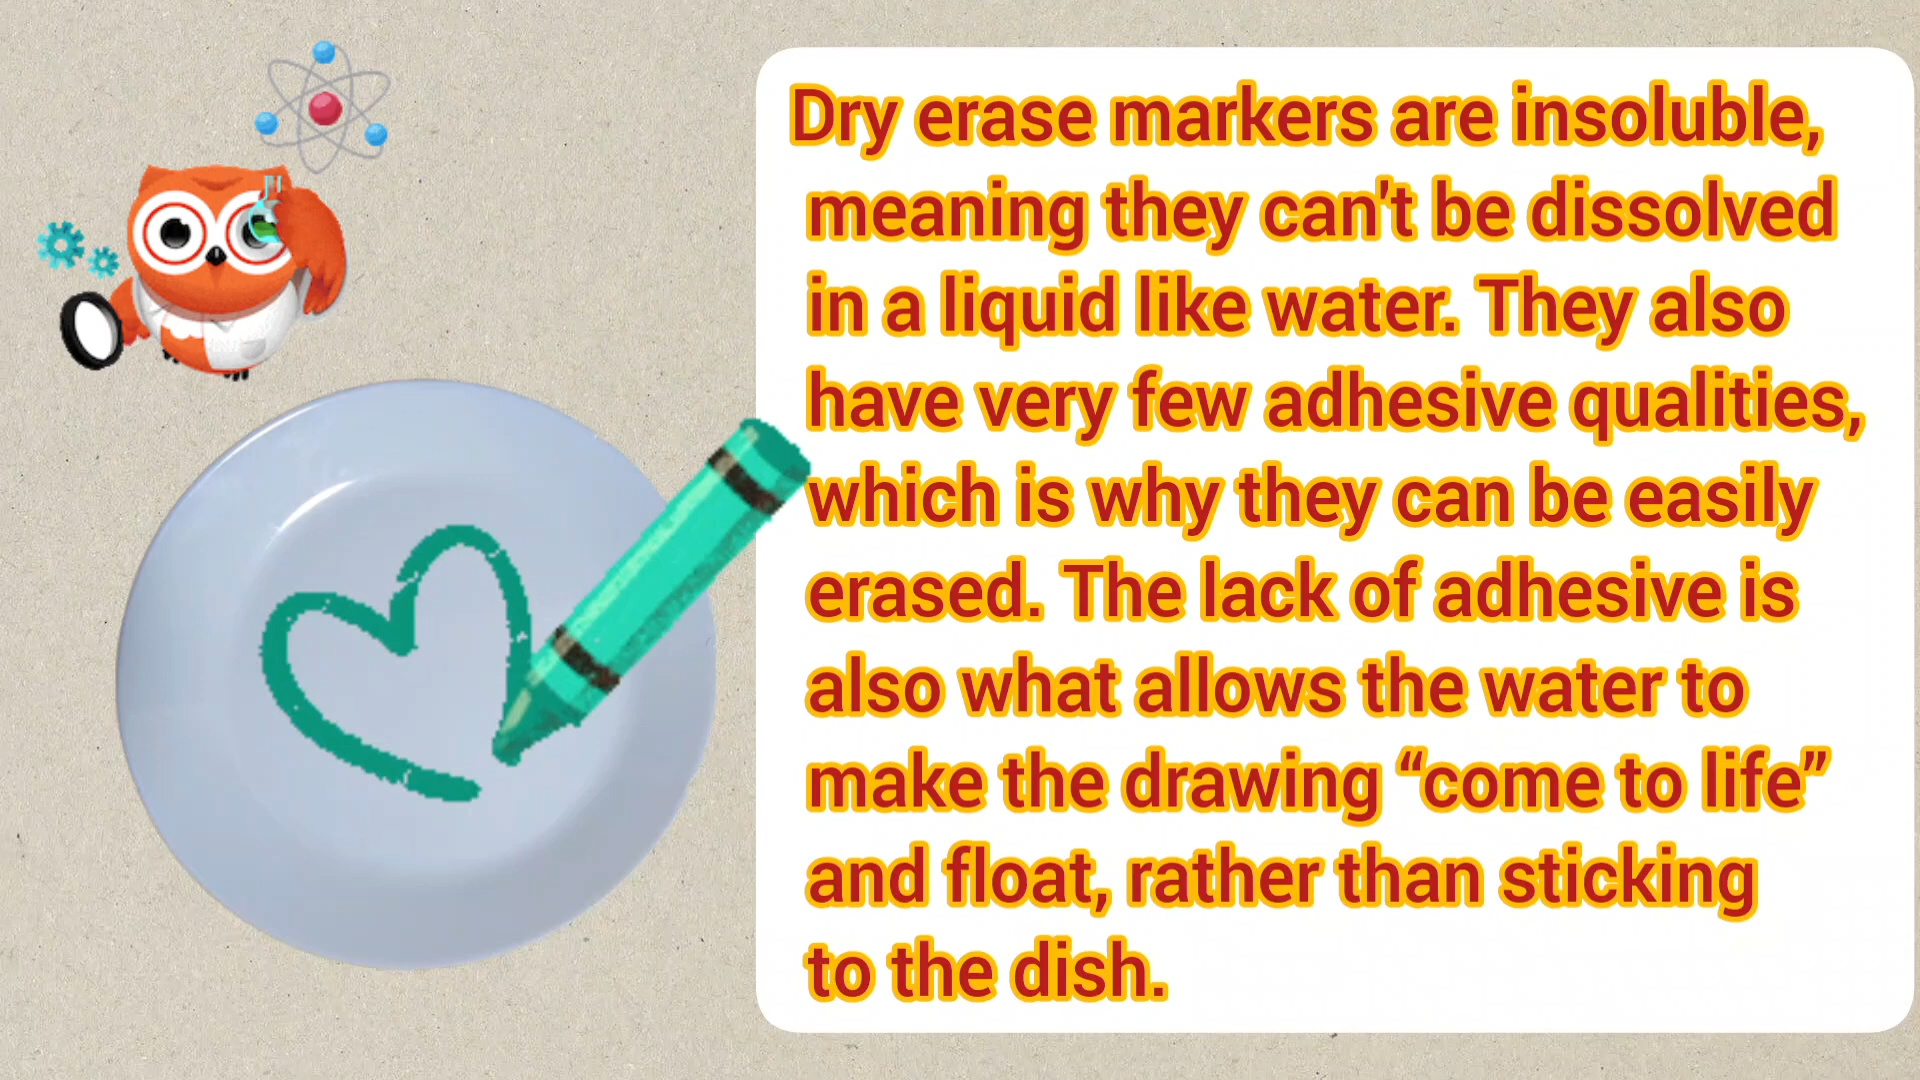 Dry erase markers are insoluble,
meaning they can't be dissolved
in a liquid like water. They also
have very few adhesive qualities,
which is why they can be easily
erased. The lack of adhesive is
also what allows the water to
make the drawing “come to life”
and float, rather than sticking
to the dish.